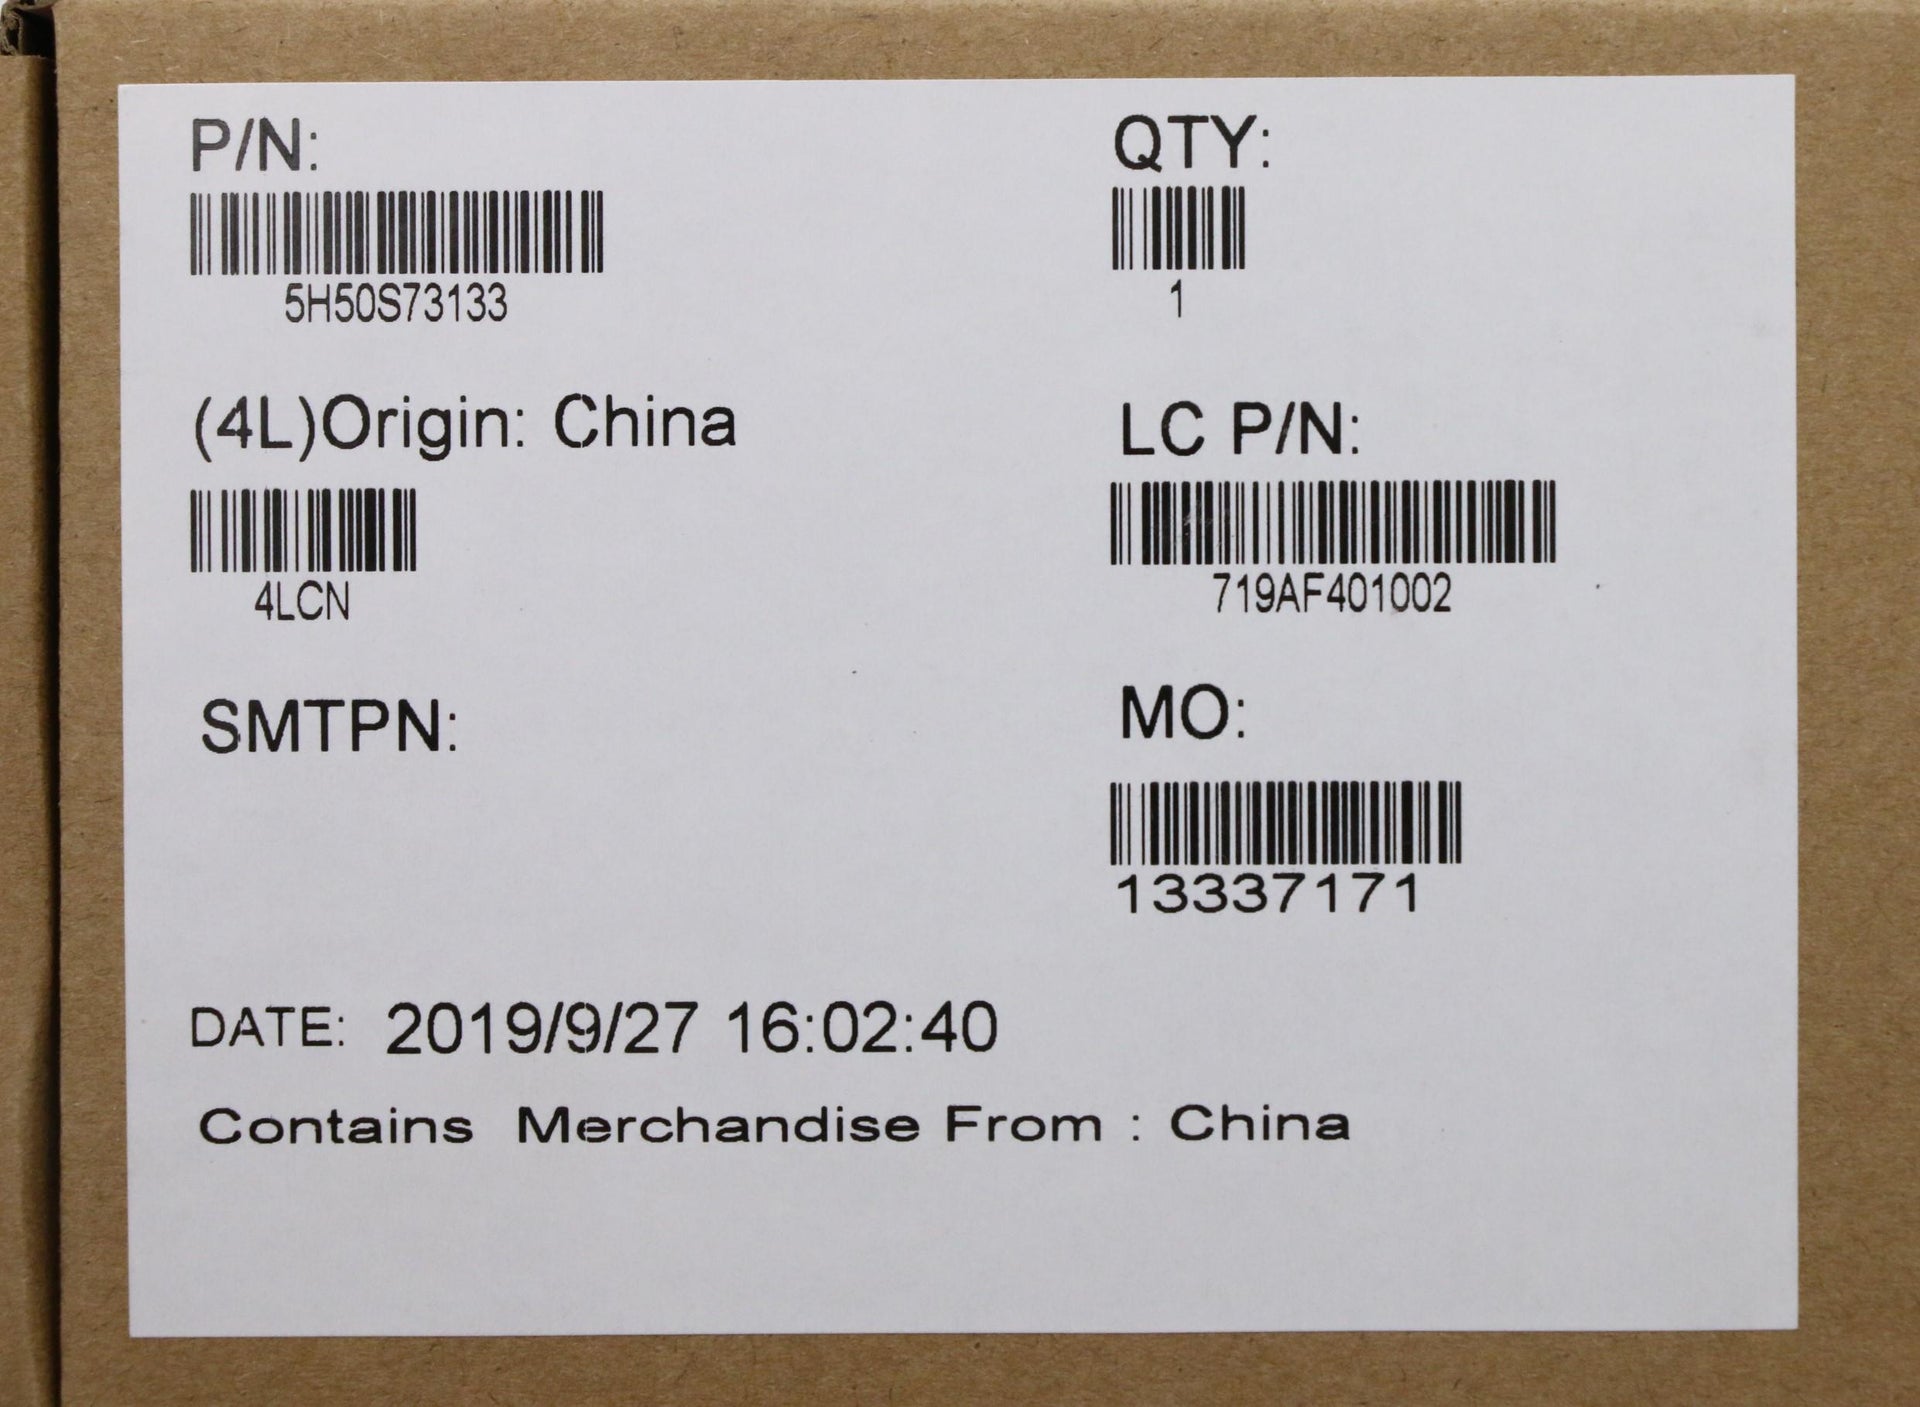 P/N:
QTY:
5H50S73133
1
(4L)Origin: China
LC P/N:
4LCN
719AF401002
SMTPN:
MO:
13337171
DATE: 2019/9/27 16:02:40
Contains Merchandise From : China